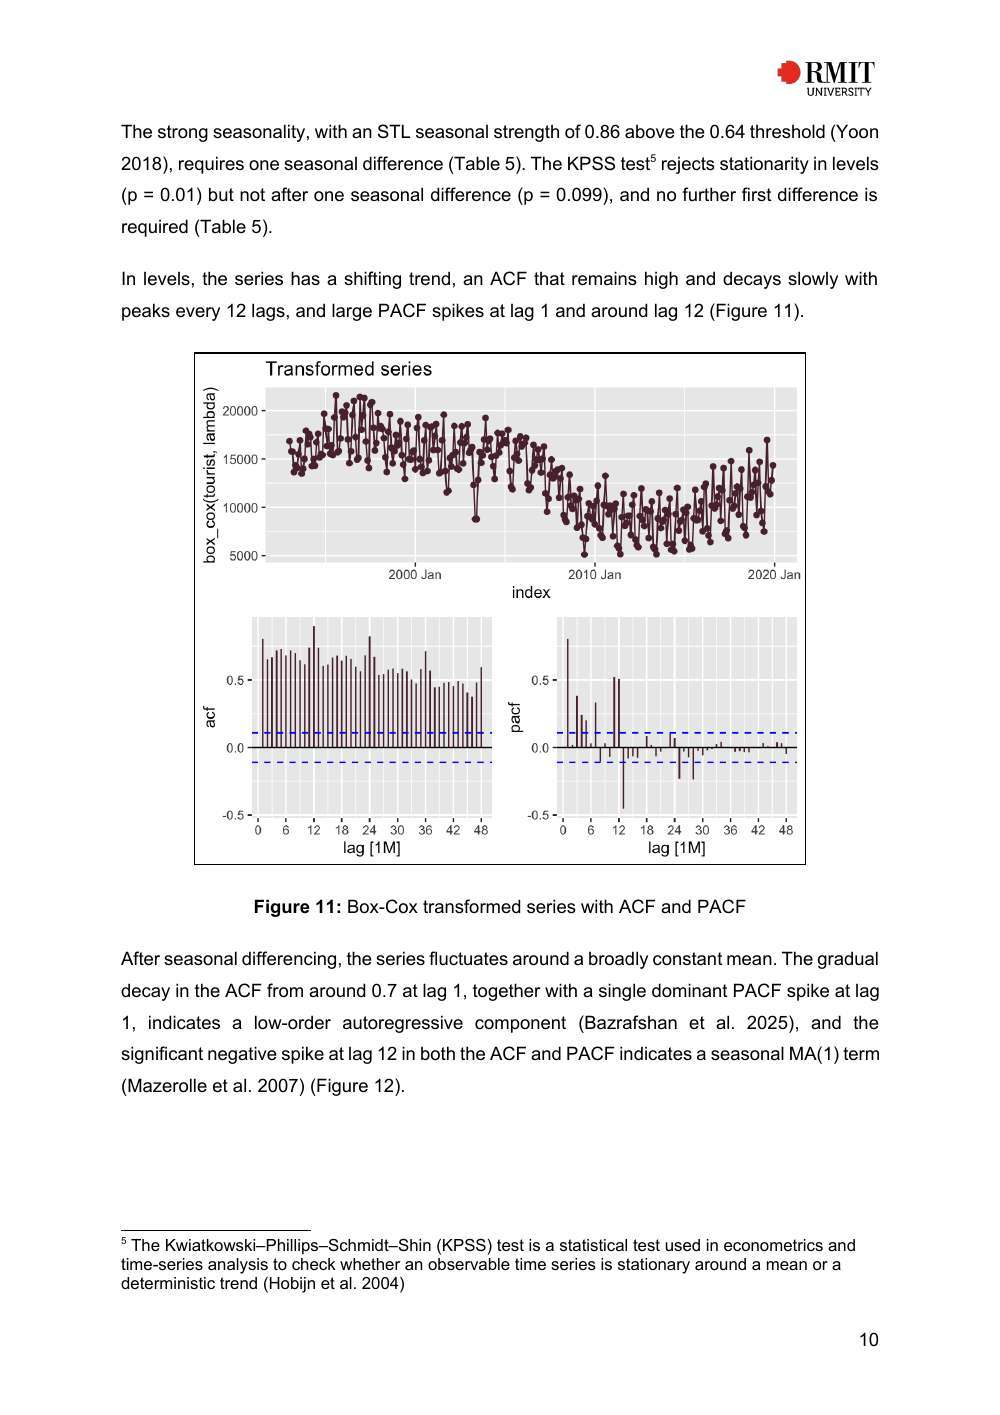 RMIT
UNIVERSITY
The strong seasonality, with an STL seasonal strength of 0.86 above the 0.64 threshold (Yoon
2018), requires one seasonal difference (Table 5). The KPSS test⁵ rejects stationarity in levels
(p = 0.01) but not after one seasonal difference (p = 0.099), and no further first difference is
required (Table 5).
In levels, the series has a shifting trend, an ACF that remains high and decays slowly with
peaks every 12 lags, and large PACF spikes at lag 1 and around lag 12 (Figure 11).
Transformed series
box_cox(tourist, lambda)
20000
15000
10000
5000
2000 Jan 2010 Jan 2020 Jan
index
acf
0.5
0.0
-0.5
0 6 12 18 24 30 36 42 48
lag [1M]
pacf
0.5
0.0
-0.5
0 6 12 18 24 30 36 42 48
lag [1M]
Figure 11: Box-Cox transformed series with ACF and PACF
After seasonal differencing, the series fluctuates around a broadly constant mean. The gradual
decay in the ACF from around 0.7 at lag 1, together with a single dominant PACF spike at lag
1, indicates a low-order autoregressive component (Bazrafshan et al. 2025), and the
significant negative spike at lag 12 in both the ACF and PACF indicates a seasonal MA(1) term
(Mazerolle et al. 2007) (Figure 12).
⁵ The Kwiatkowski–Phillips–Schmidt–Shin (KPSS) test is a statistical test used in econometrics and
time-series analysis to check whether an observable time series is stationary around a mean or a
deterministic trend (Hobijn et al. 2004)
10